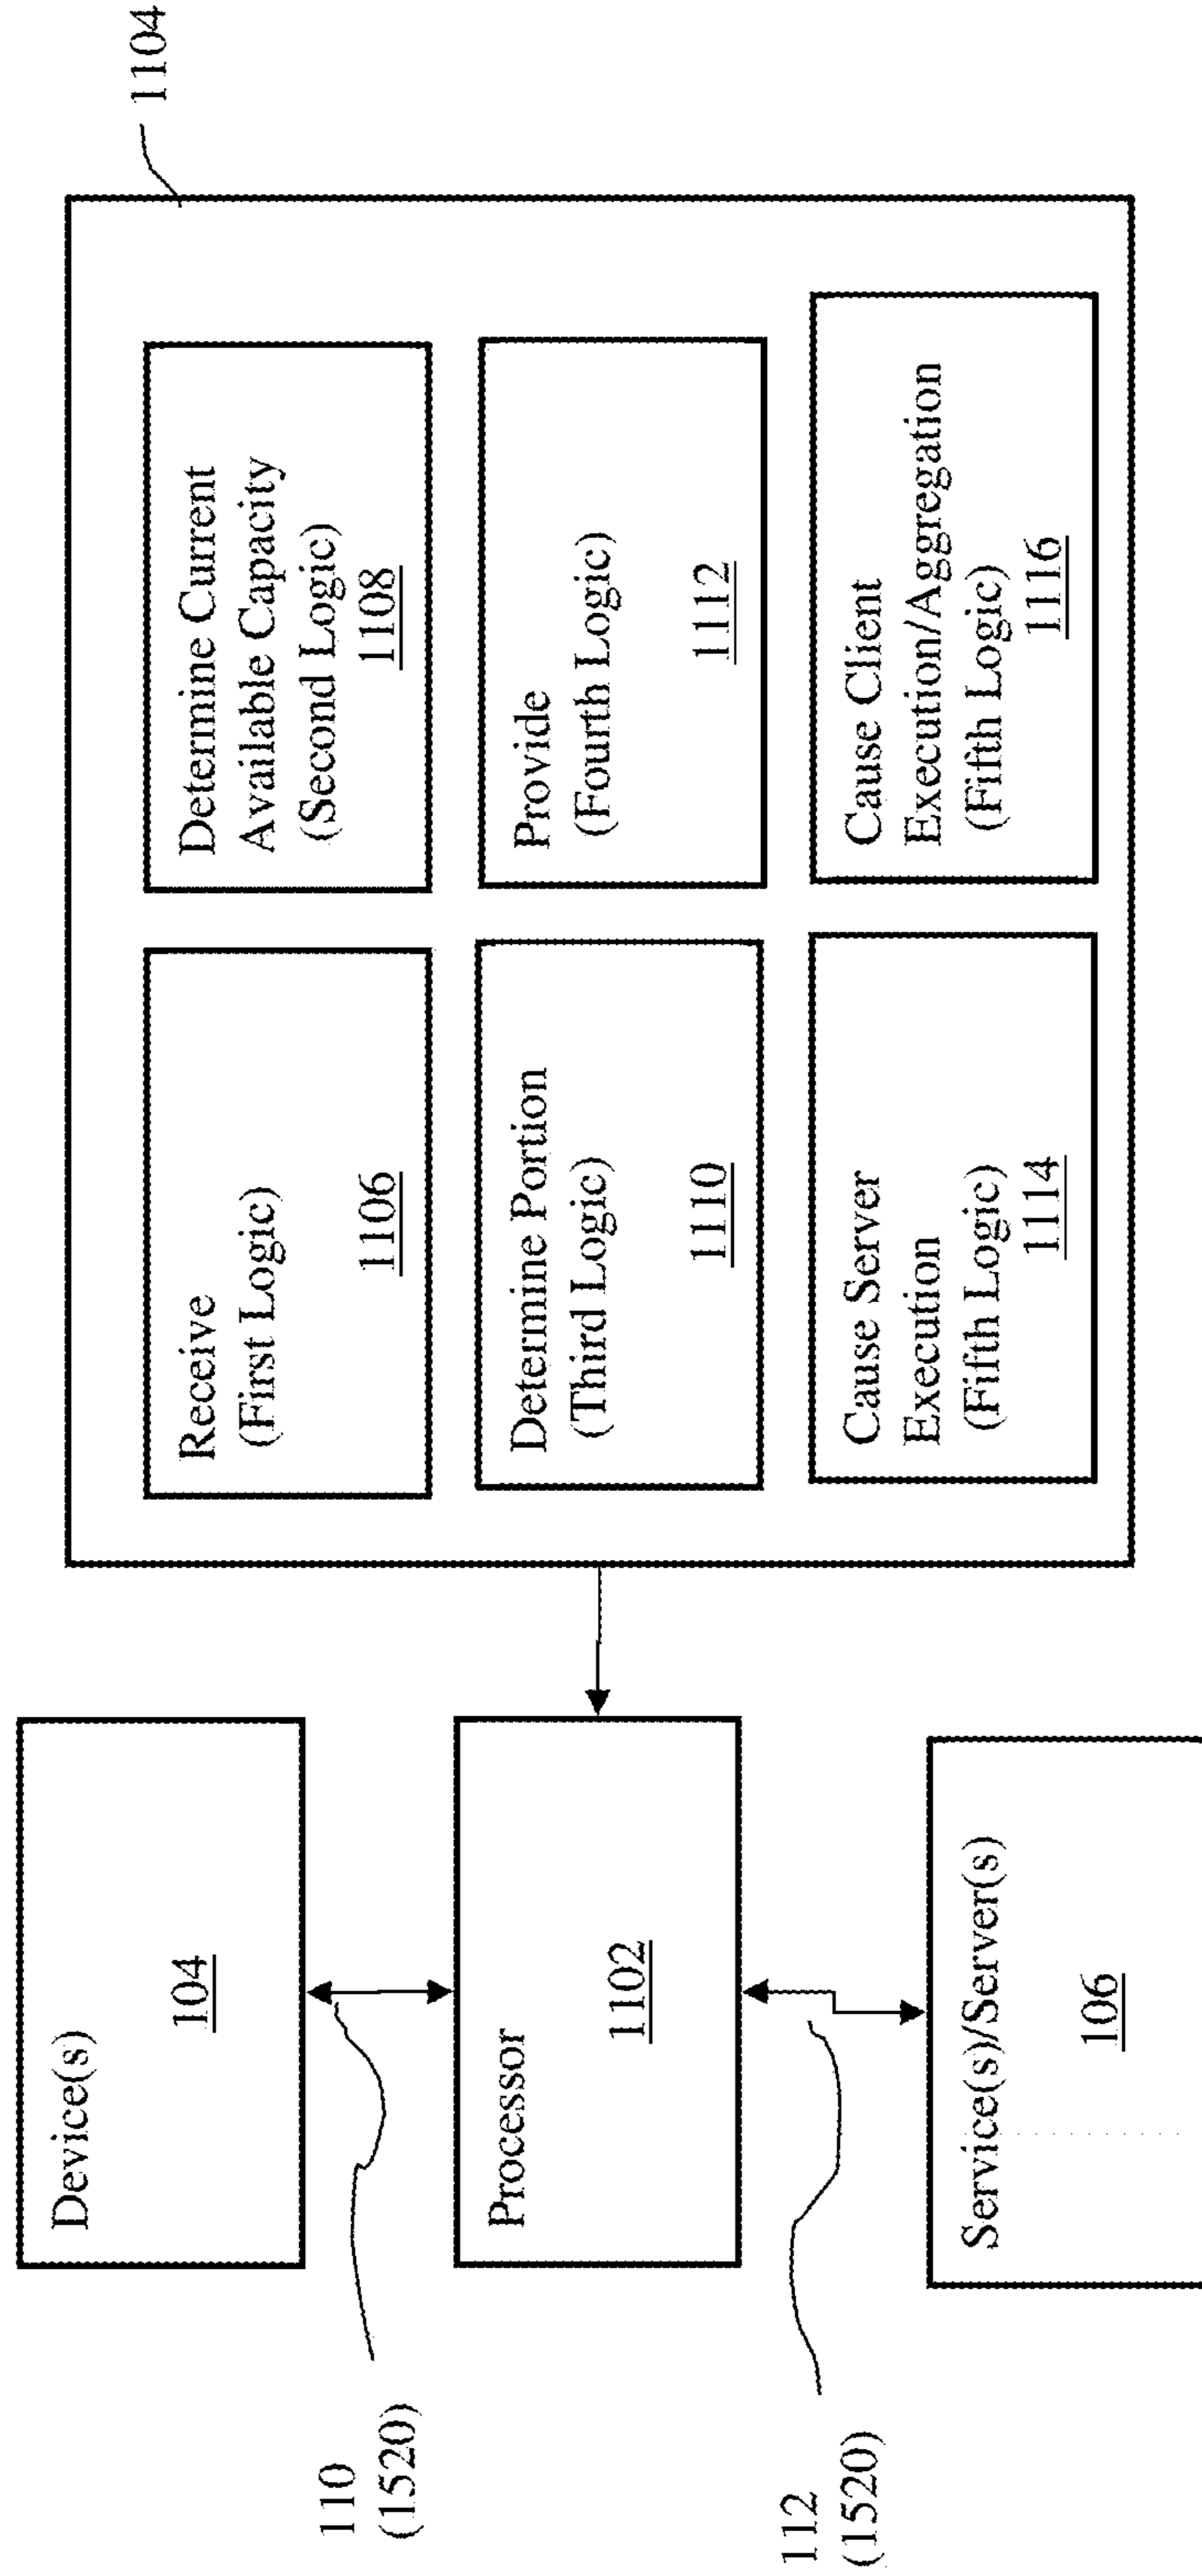 Device(s)
104
110
(1520)
Processor
1102
112
(1520)
Service(s)/Server(s)
106
1104
Receive
(First Logic)
1106
Determine Current
Available Capacity
(Second Logic)
1108
Determine Portion
(Third Logic)
1110
Provide
(Fourth Logic)
1112
Cause Server
Execution
(Fifth Logic)
1114
Cause Client
Execution/Aggregation
(Fifth Logic)
1116